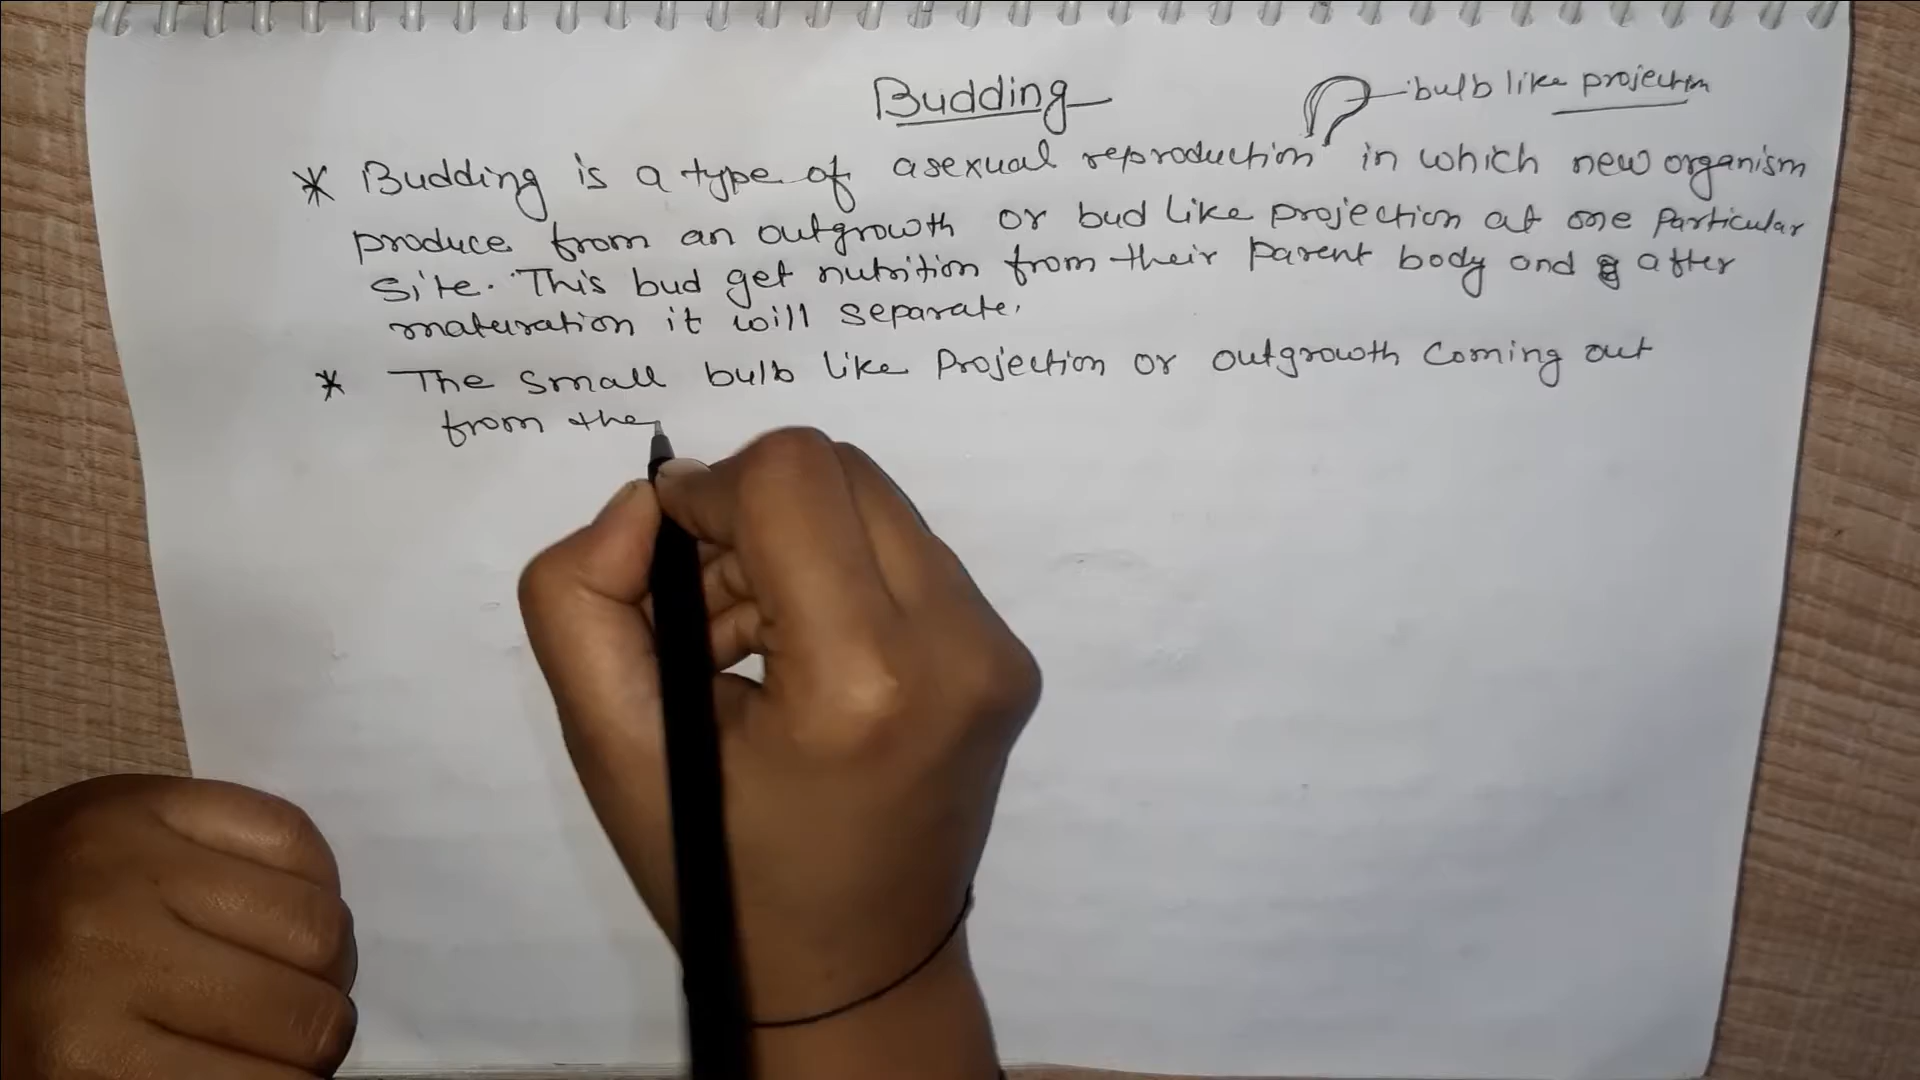 Budding
bulb like projection
* Budding is a type of asexual reproduction in which new organism
produce from an outgrowth or bud like projection at one particular
site. This bud get nutrition from their parent body and after
maturation it will separate.
* The small bulb like projection or outgrowth coming out
from the